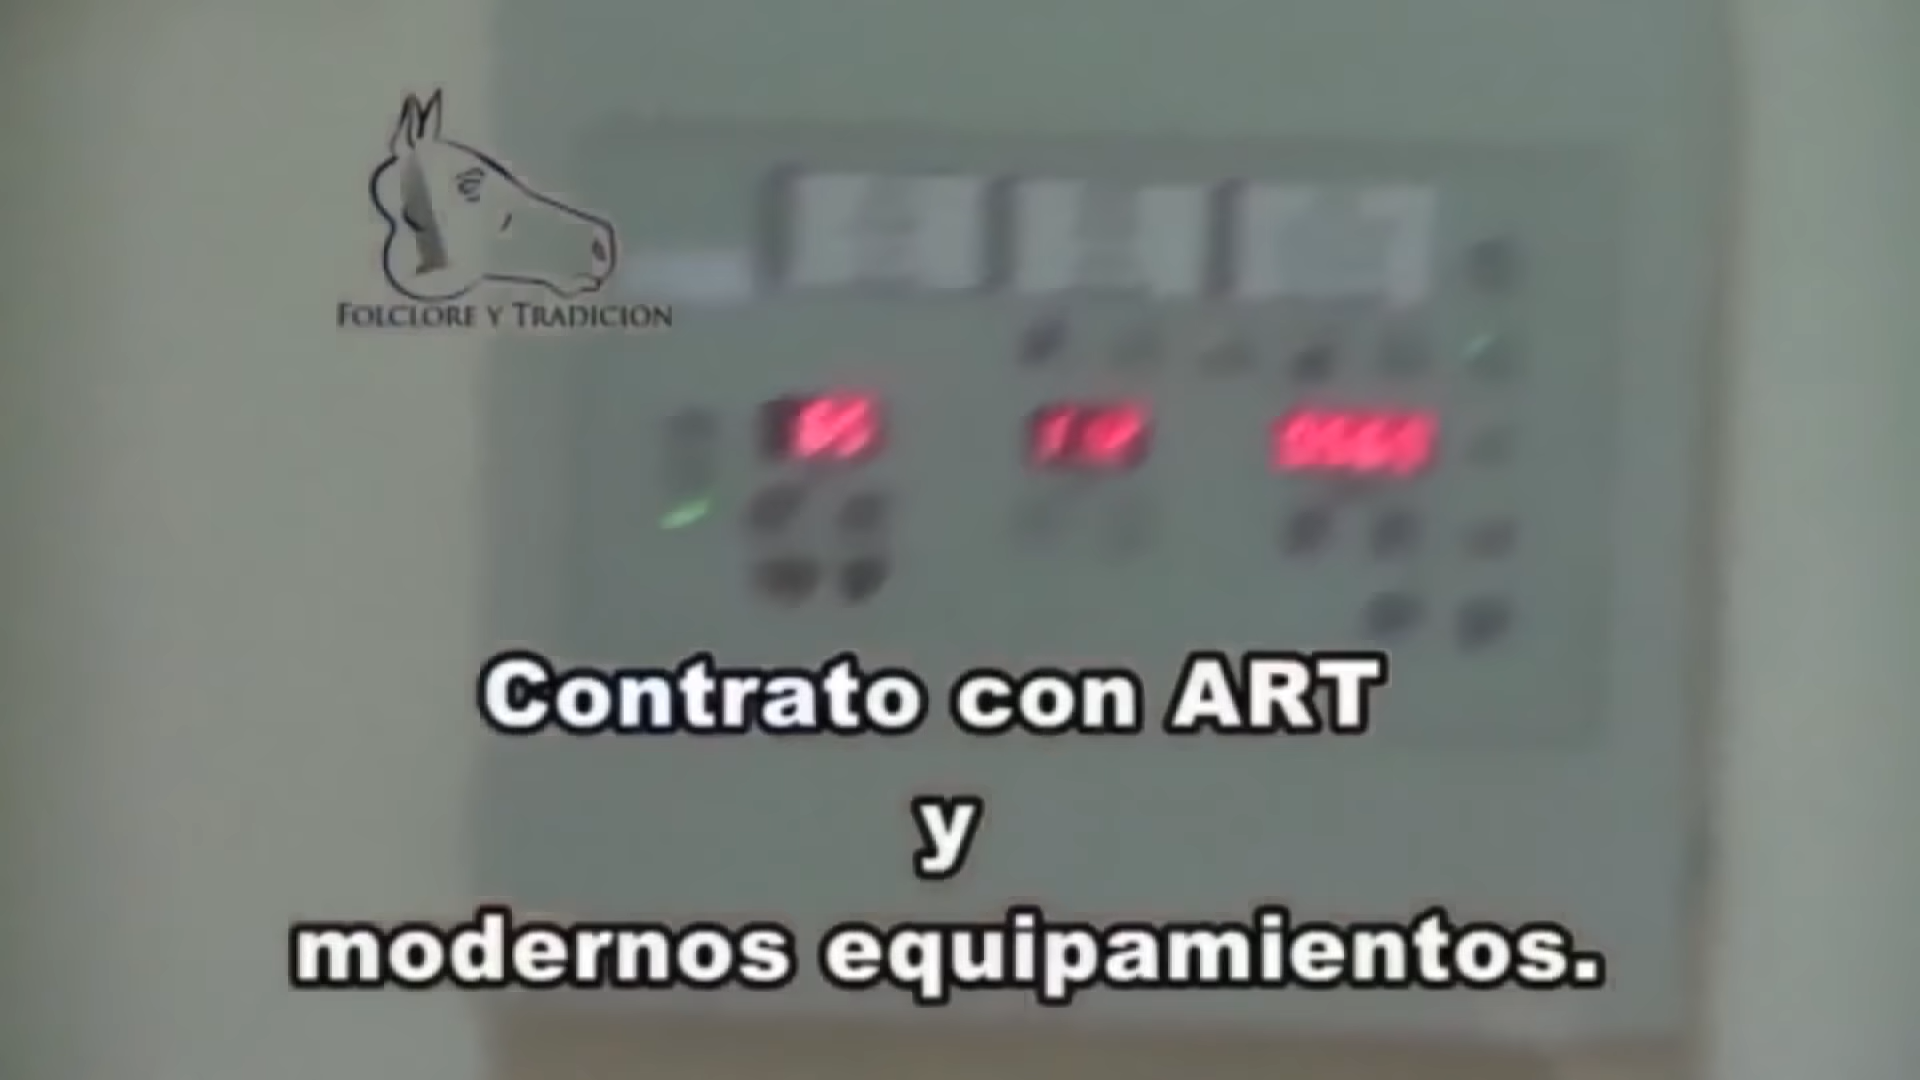 FOLCLORE Y TRADICION
Contrato con ART
y
modernos equipamientos.